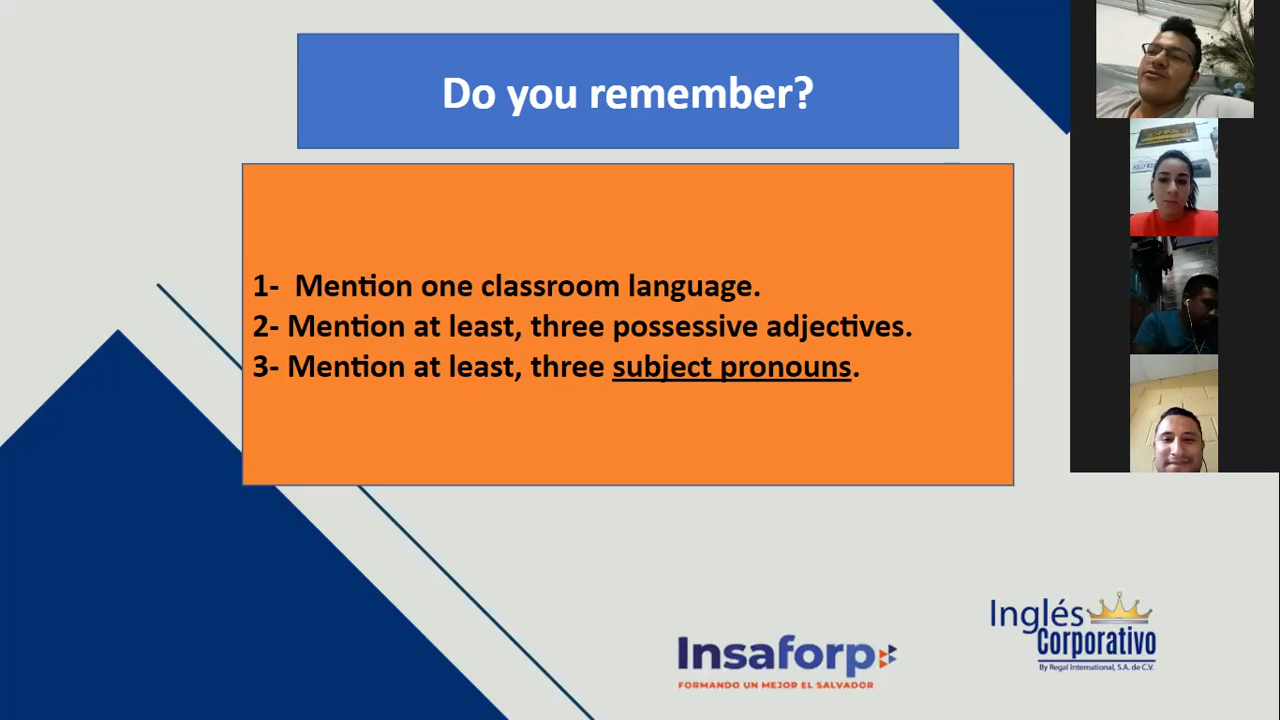 Do you remember?
1- Mention one classroom language.
2- Mention at least, three possessive adjectives.
3- Mention at least, three subject pronouns.
Insaforp
FORMANDO UN MEJOR EL SALVADOR
Inglés
Corporativo
By Regal International, S.A. de C.V.